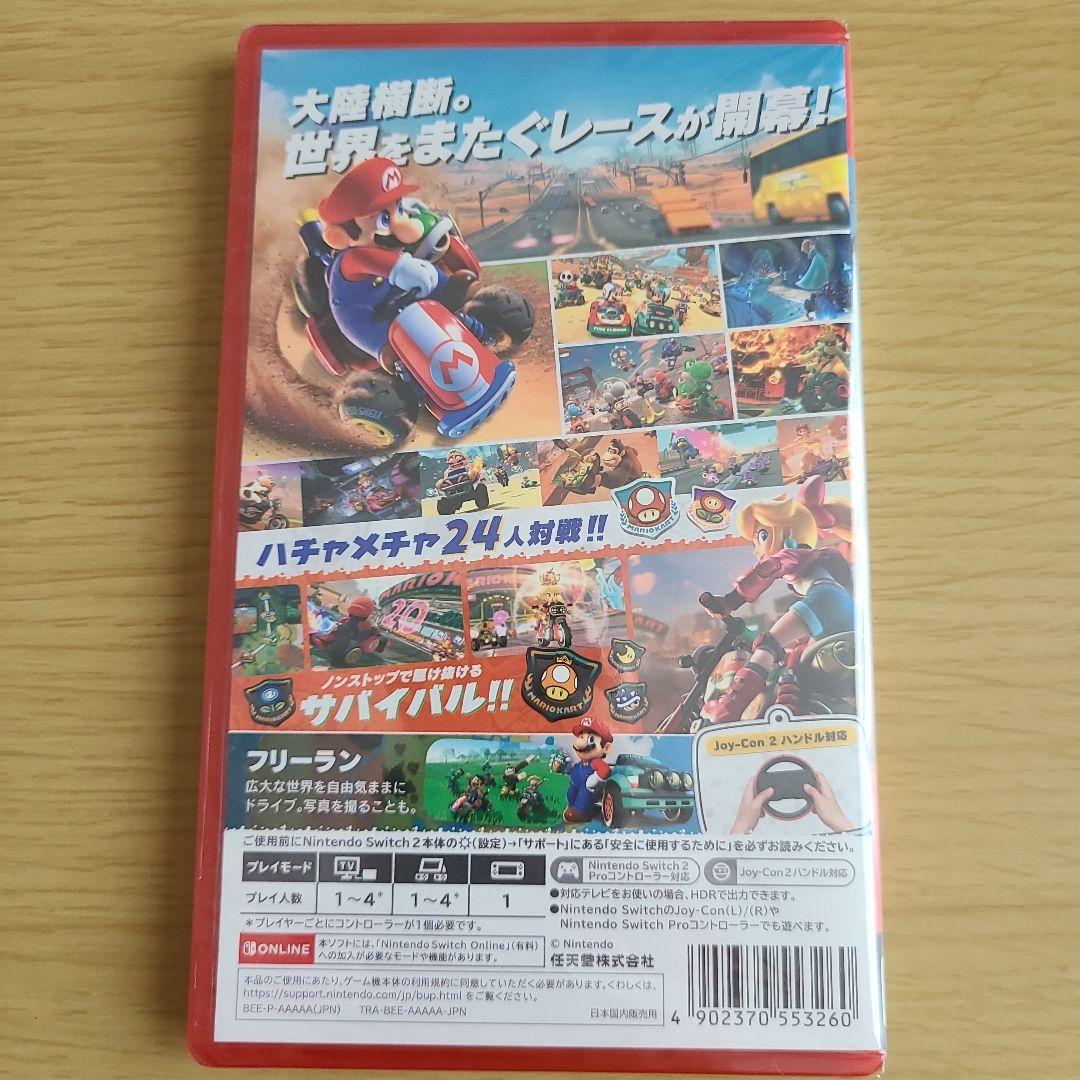 大陸横断。
世界をまたぐレースが開幕!
M
M
FIRE FLOWER
RED SHELL
MARIO KART
ハチャメチャ24人対戦!!
MARIO KART
20
ノンストップで駆け抜ける
サバイバル!!
MARIO KART
MARIO KART
フリーラン
広大な世界を自由気ままに
ドライブ。写真を撮ることも。
Joy-Con 2 ハンドル対応
ご使用前にNintendo Switch 2本体の(設定)→「サポート」にある「安全に使用するために」を必ずお読みください。
プレイモード TV
プレイ人数 1~4* 1~4* 1
*プレイヤーごとにコントローラーが1個必要です。
Nintendo Switch 2
Proコントローラー対応
Joy-Con 2ハンドル対応
●対応テレビをお使いの場合、HDRで出力できます。
●Nintendo SwitchのJoy-Con(L)/(R)や
Nintendo Switch Proコントローラーでも遊べます。
ONLINE
本ソフトには、「Nintendo Switch Online」(有料)
への加入が必要なモードや機能があります。
© Nintendo
任天堂株式会社
本品のご使用にあたり、ゲーム機本体の利用規約に同意していただく必要があります。くわしくは、
https://support.nintendo.com/jp/bup.html をご覧ください。
BEE-P-AAAAA(JPN) TRA-BEE-AAAAA-JPN
日本国内販売用
4 902370 553260